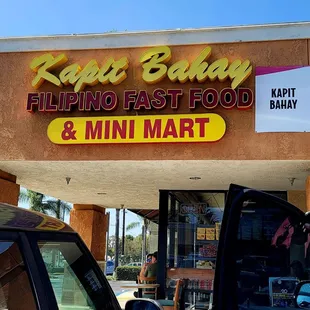 Kapit Bahay
FILIPINO FAST FOOD
& MINI MART
KAPIT
BAHAY